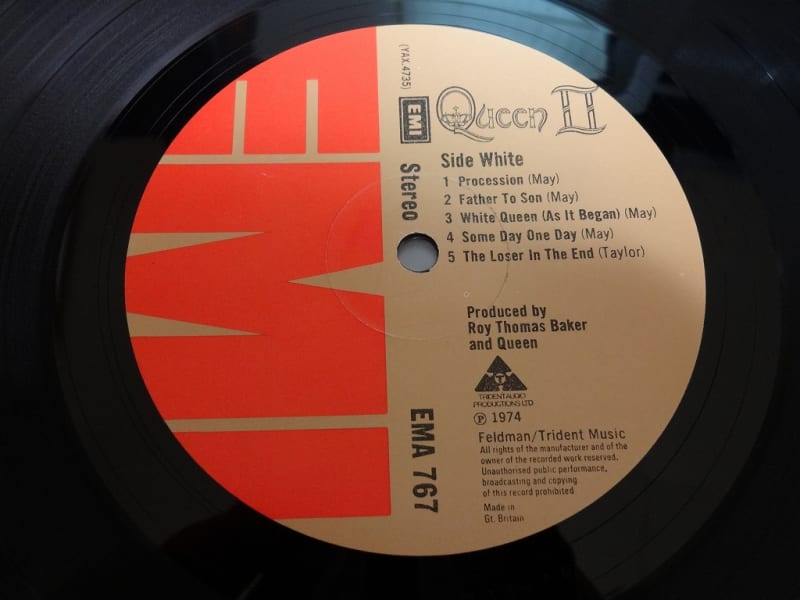 EMI
(YAX.4735)
EMI
Stereo
EMA 767
Queen II
Side White
1 Procession (May)
2 Father To Son (May)
3 White Queen (As It Began) (May)
4 Some Day One Day (May)
5 The Loser In The End (Taylor)
Produced by
Roy Thomas Baker
and Queen
TRIDENT AUDIO
PRODUCTIONS LTD
℗ 1974
Feldman/Trident Music
All rights of the manufacturer and of the
owner of the recorded work reserved.
Unauthorised public performance,
broadcasting and copying
of this record prohibited
Made in
Gt. Britain